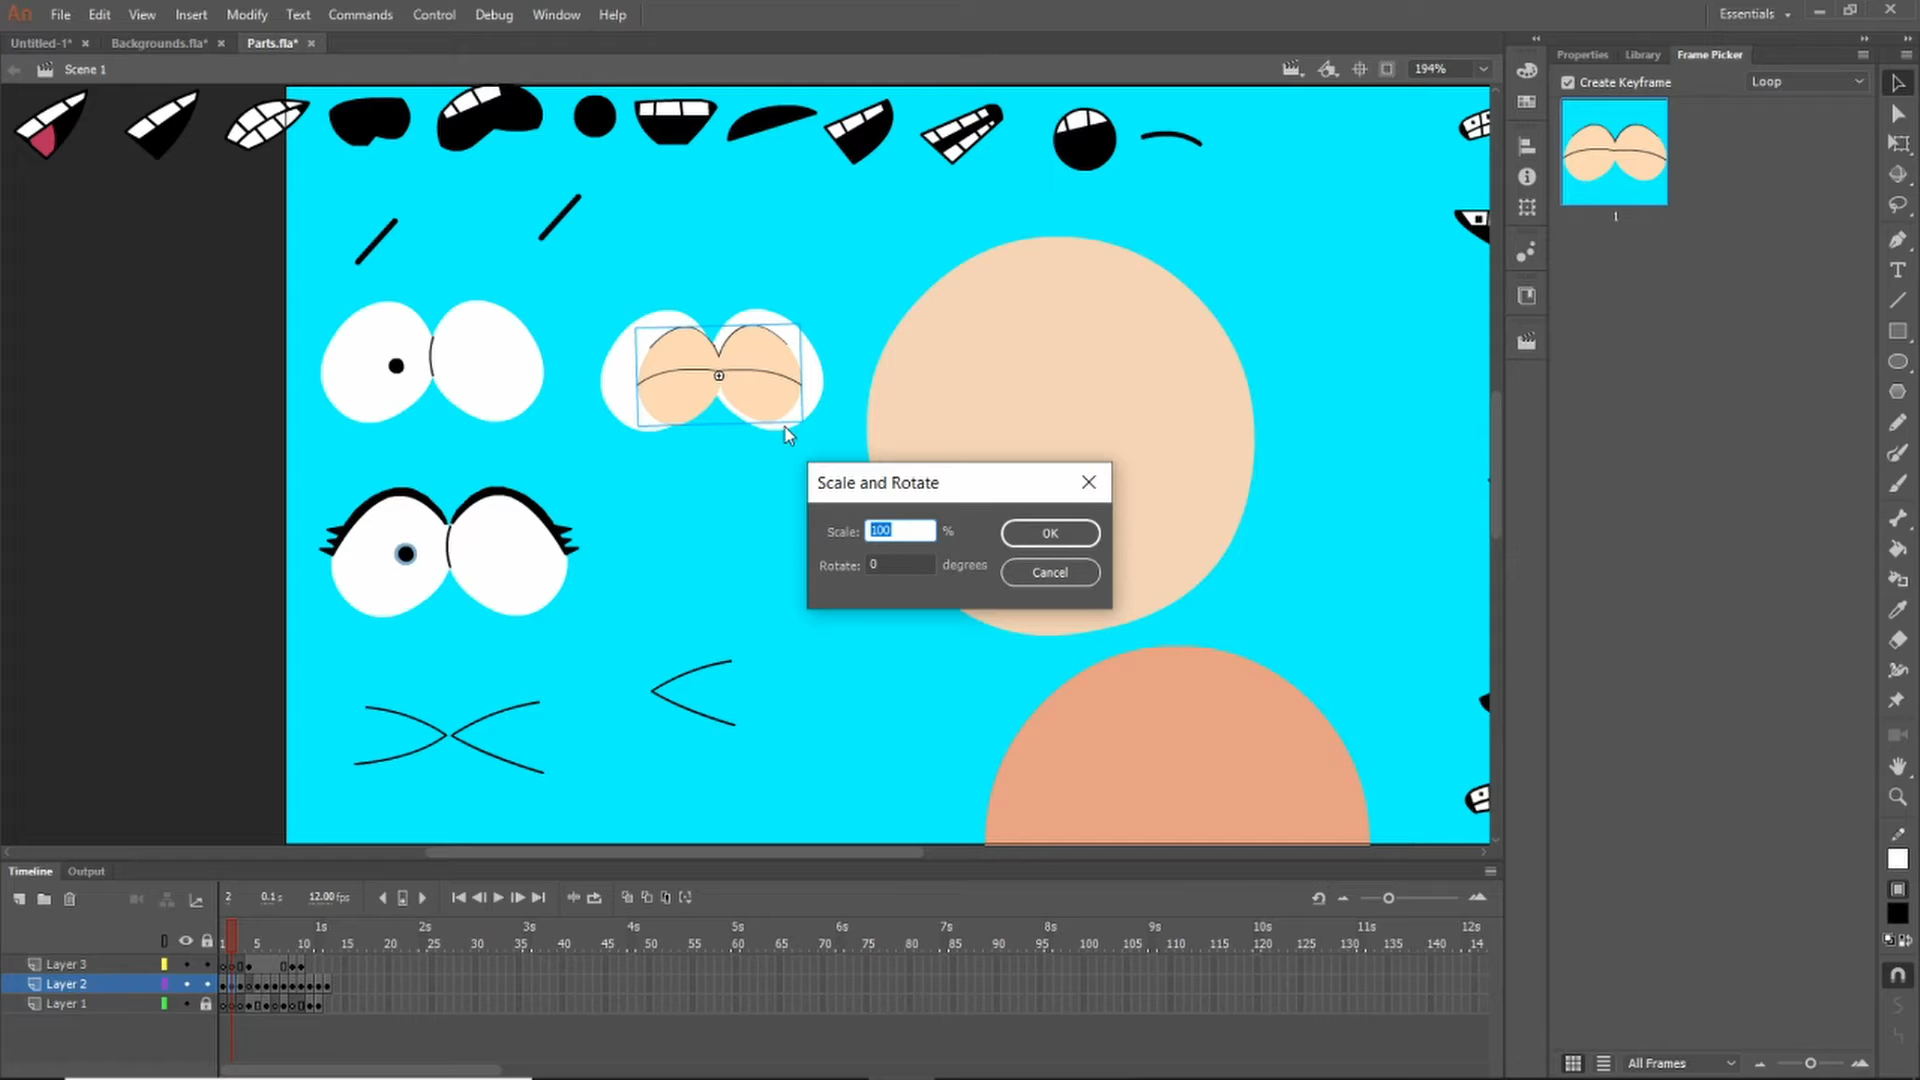 An File Edit View Insert Text Commands Control Debug Window Help Essentials
Untitled-1* × Backgrounds.fla* × Parts.fla* ×
Scene 1 194%
Properties Library Frame Picker
Create Keyframe Loop
1
Scale and Rotate
Scale: 100 % OK
Rotate: 0 degrees Cancel
Timeline Output
2 0.1 s 12.00 fps
1s 2s 3s 4s 5s 6s 7s 8s 9s 10s 11s 12s
1 5 10 15 20 25 30 35 40 45 50 55 60 65 70 75 80 85 90 95 100 105 110 115 120 125 130 135 140 14
Layer 3
Layer 2
Layer 1
All Frames